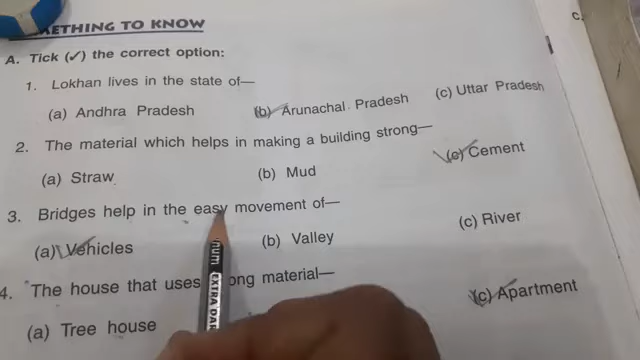 METHING TO KNOW
C.
A. Tick (✓) the correct option:
1. Lokhan lives in the state of—
(a) Andhra Pradesh (b) Arunachal Pradesh (c) Uttar Pradesh
2. The material which helps in making a building strong—
(a) Straw (b) Mud (c) Cement
3. Bridges help in the easy movement of—
(a) Vehicles (b) Valley (c) River
4. The house that uses ong material—
(a) Tree house (c) Apartment
EXTRA DAR